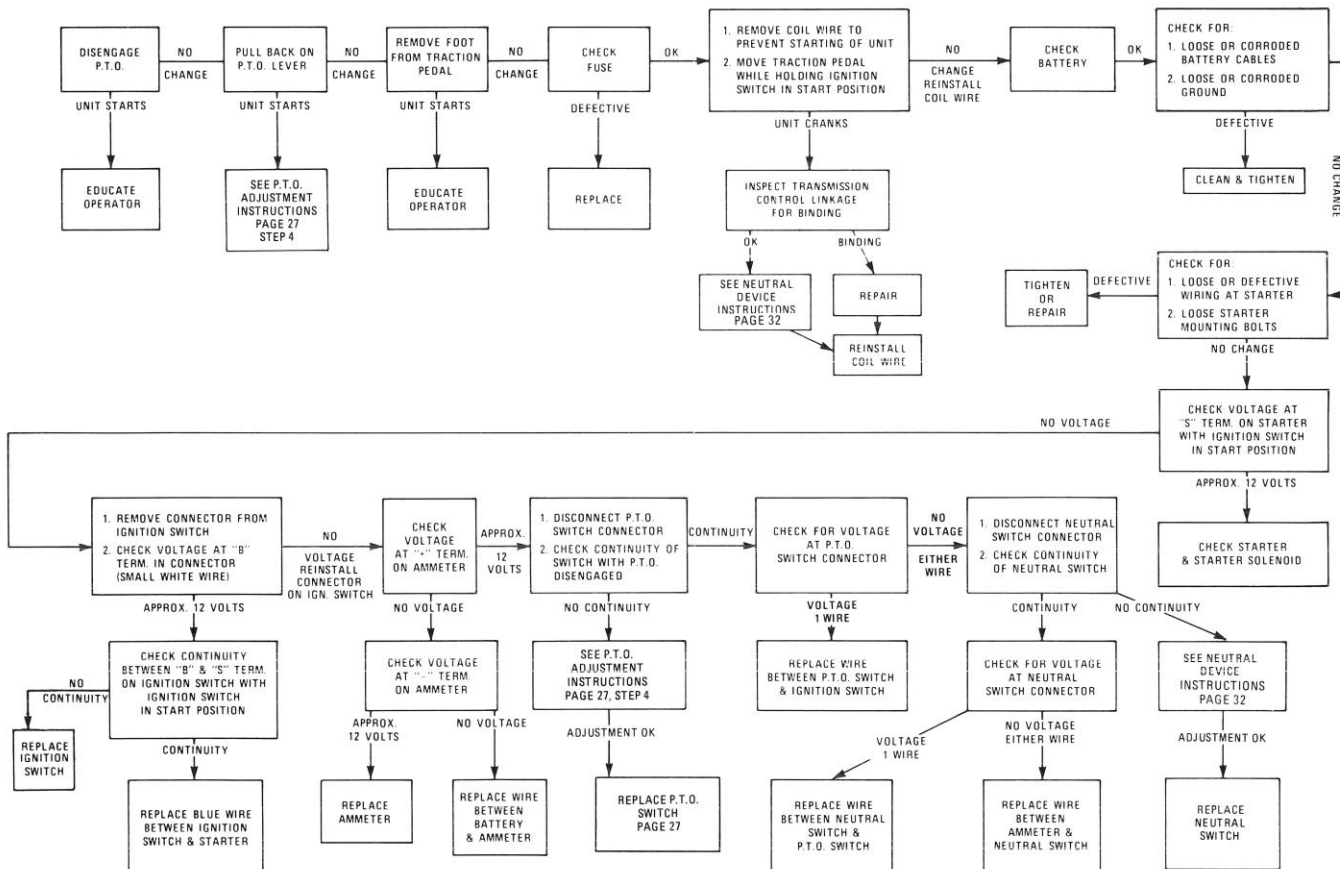 DISENGAGE
P.T.O.
NO
CHANGE
PULL BACK ON
P.T.O. LEVER
NO
CHANGE
REMOVE FOOT
FROM TRACTION
PEDAL
NO
CHANGE
CHECK
FUSE
OK
1. REMOVE COIL WIRE TO
PREVENT STARTING OF UNIT
2. MOVE TRACTION PEDAL
WHILE HOLDING IGNITION
SWITCH IN START POSITION
NO
CHANGE
REINSTALL
COIL WIRE
CHECK
BATTERY
OK
CHECK FOR:
1. LOOSE OR CORRODED
BATTERY CABLES
2. LOOSE OR CORRODED
GROUND
NO CHANGE
UNIT STARTS
UNIT STARTS
UNIT STARTS
DEFECTIVE
UNIT CRANKS
DEFECTIVE
EDUCATE
OPERATOR
SEE P.T.O.
ADJUSTMENT
INSTRUCTIONS
PAGE 27
STEP 4
EDUCATE
OPERATOR
REPLACE
INSPECT TRANSMISSION
CONTROL LINKAGE
FOR BINDING
CLEAN & TIGHTEN
OK
BINDING
SEE NEUTRAL
DEVICE
INSTRUCTIONS
PAGE 32
REPAIR
REINSTALL
COIL WIRE
TIGHTEN
OR
REPAIR
DEFECTIVE
CHECK FOR:
1. LOOSE OR DEFECTIVE
WIRING AT STARTER
2. LOOSE STARTER
MOUNTING BOLTS
NO CHANGE
CHECK VOLTAGE AT
"S" TERM. ON STARTER
WITH IGNITION SWITCH
IN START POSITION
NO VOLTAGE
APPROX. 12 VOLTS
CHECK STARTER
& STARTER SOLENOID
1. REMOVE CONNECTOR FROM
IGNITION SWITCH
2. CHECK VOLTAGE AT "B"
TERM. IN CONNECTOR
(SMALL WHITE WIRE)
NO
VOLTAGE
REINSTALL
CONNECTOR
ON IGN. SWITCH
CHECK
VOLTAGE
AT "+" TERM.
ON AMMETER
APPROX.
12
VOLTS
1. DISCONNECT P.T.O.
SWITCH CONNECTOR
2. CHECK CONTINUITY OF
SWITCH WITH P.T.O.
DISENGAGED
CONTINUITY
CHECK FOR VOLTAGE
AT P.T.O.
SWITCH CONNECTOR
NO
VOLTAGE
EITHER
WIRE
1. DISCONNECT NEUTRAL
SWITCH CONNECTOR
2. CHECK CONTINUITY
OF NEUTRAL SWITCH
APPROX. 12 VOLTS
NO VOLTAGE
NO CONTINUITY
VOLTAGE
1 WIRE
CONTINUITY
NO CONTINUITY
CHECK CONTINUITY
BETWEEN "B" & "S" TERM.
ON IGNITION SWITCH WITH
IGNITION SWITCH
IN START POSITION
NO
CONTINUITY
REPLACE
IGNITION
SWITCH
CONTINUITY
REPLACE BLUE WIRE
BETWEEN IGNITION
SWITCH & STARTER
CHECK VOLTAGE
AT "-" TERM.
ON AMMETER
APPROX.
12 VOLTS
NO VOLTAGE
REPLACE
AMMETER
REPLACE WIRE
BETWEEN
BATTERY
& AMMETER
SEE P.T.O.
ADJUSTMENT
INSTRUCTIONS
PAGE 27, STEP 4
ADJUSTMENT OK
REPLACE P.T.O.
SWITCH
PAGE 27
REPLACE WIRE
BETWEEN P.T.O. SWITCH
& IGNITION SWITCH
CHECK FOR
VOLTAGE
AT NEUTRAL
SWITCH CONNECTOR
VOLTAGE
1 WIRE
NO VOLTAGE
EITHER WIRE
REPLACE WIRE
BETWEEN NEUTRAL
SWITCH &
P.T.O. SWITCH
REPLACE WIRE
BETWEEN
AMMETER &
NEUTRAL SWITCH
SEE NEUTRAL
DEVICE
INSTRUCTIONS
PAGE 32
ADJUSTMENT OK
REPLACE
NEUTRAL
SWITCH